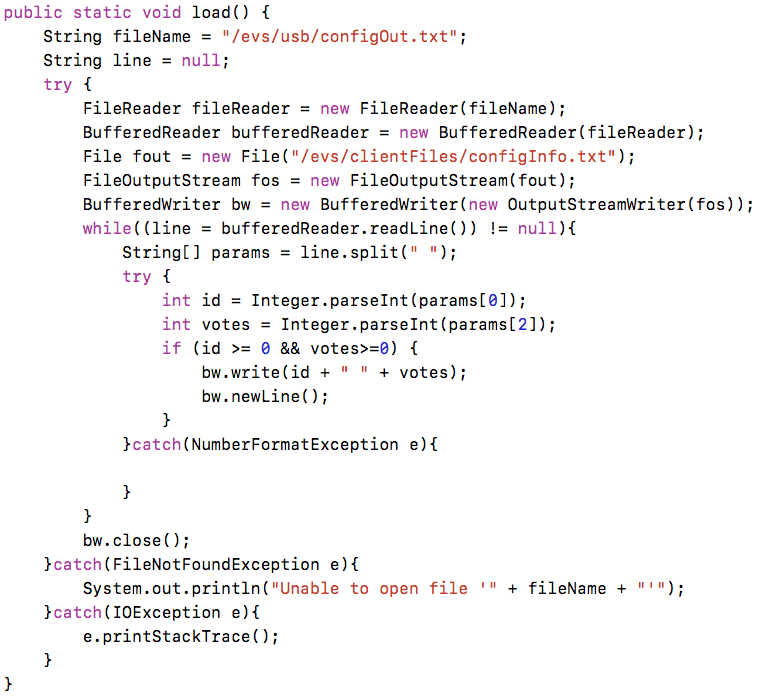 public static void load() {
    String fileName = "/evs/usb/configOut.txt";
    String line = null;
    try {
        FileReader fileReader = new FileReader(fileName);
        BufferedReader bufferedReader = new BufferedReader(fileReader);
        File fout = new File("/evs/clientFiles/configInfo.txt");
        FileOutputStream fos = new FileOutputStream(fout);
        BufferedWriter bw = new BufferedWriter(new OutputStreamWriter(fos));
        while((line = bufferedReader.readLine()) != null){
            String[] params = line.split(" ");
            try {
                int id = Integer.parseInt(params[0]);
                int votes = Integer.parseInt(params[2]);
                if (id >= 0 && votes>=0) {
                    bw.write(id + " " + votes);
                    bw.newLine();
                }
            }catch(NumberFormatException e){

            }
        }
        bw.close();
    }catch(FileNotFoundException e){
        System.out.println("Unable to open file '" + fileName + "'");
    }catch(IOException e){
        e.printStackTrace();
    }
}